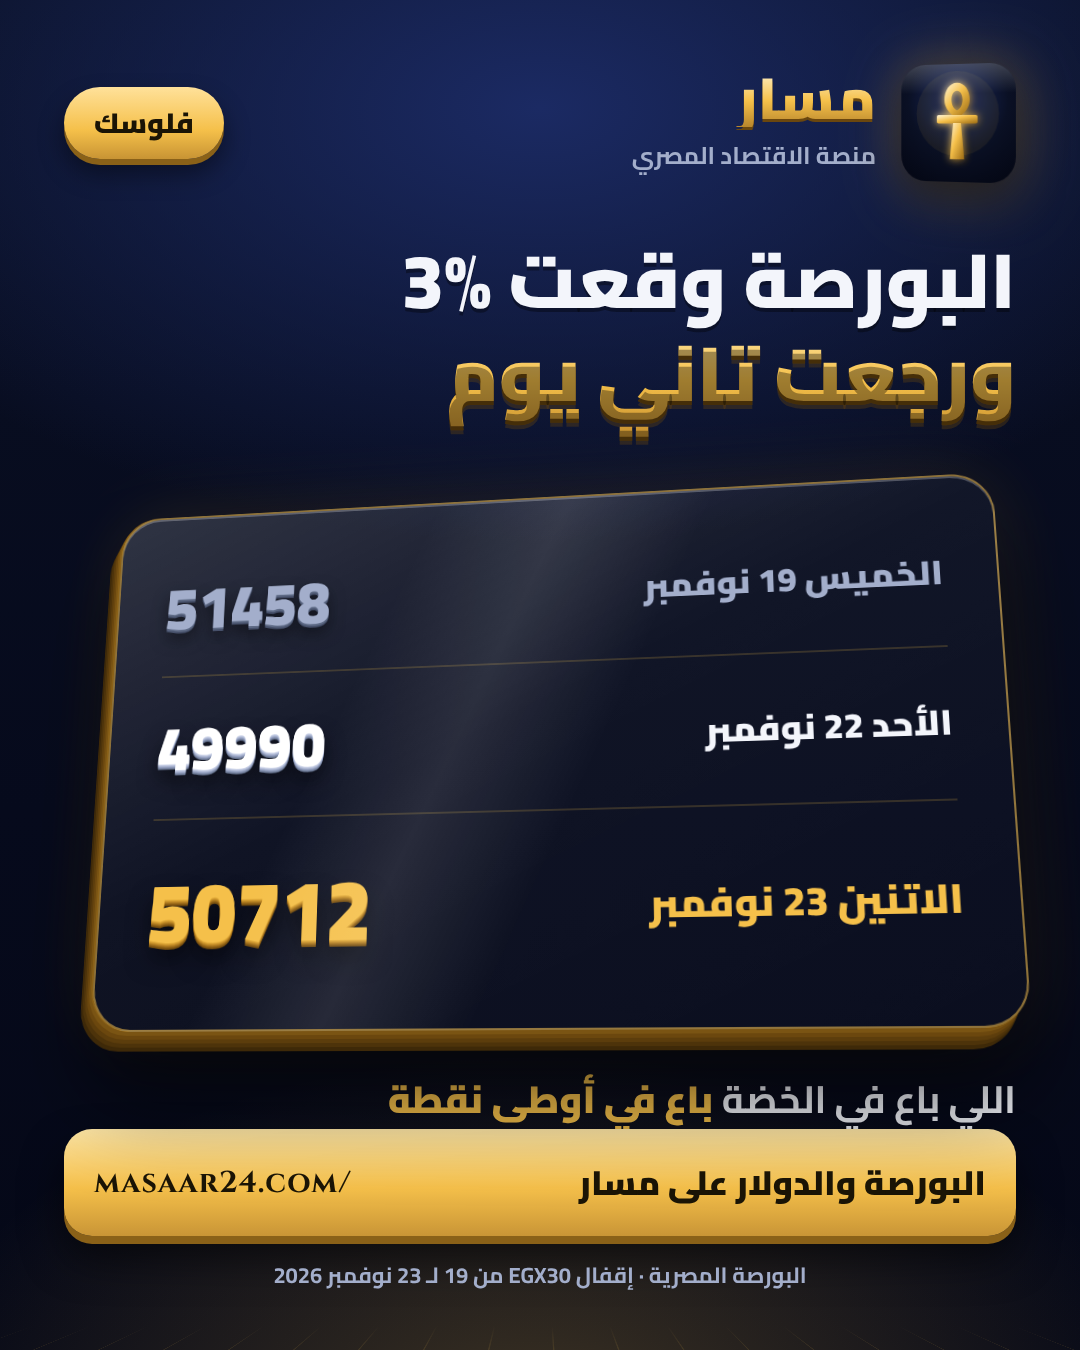 مسار
منصة الاقتصاد المصري
فلوسك
البورصة وقعت 3%
ورجعت تاني يوم
الخميس 19 نوفمبر 51458
الأحد 22 نوفمبر 49990
الاتنين 23 نوفمبر 50712
اللي باع في الخضة باع في أوطى نقطة
البورصة والدولار على مسار MASAAR24.COM/
البورصة المصرية · إقفال EGX30 من 19 لـ 23 نوفمبر 2026